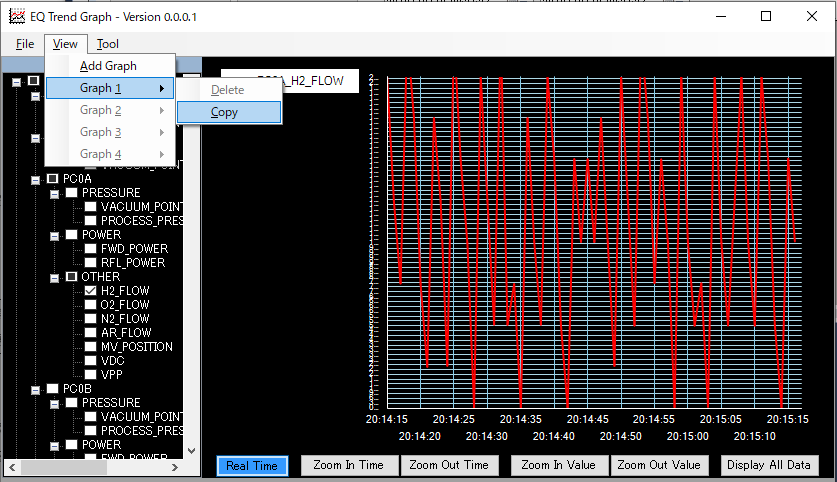 EQ Trend Graph - Version 0.0.0.1
File View Tool
Add Graph
Graph 1
Graph 2
Graph 3
Graph 4
Delete
Copy
_H2_FLOW
PC0A
PRESSURE
VACUUM_POINT
PROCESS_PRES
POWER
FWD_POWER
RFL_POWER
OTHER
H2_FLOW
O2_FLOW
N2_FLOW
AR_FLOW
MV_POSITION
VDC
VPP
PC0B
PRESSURE
VACUUM_POINT
PROCESS_PRES
POWER
FWD_POWER
20:14:15 20:14:25 20:14:35 20:14:45 20:14:55 20:15:05 20:15:15
20:14:20 20:14:30 20:14:40 20:14:50 20:15:00 20:15:10
Real Time Zoom In Time Zoom Out Time Zoom In Value Zoom Out Value Display All Data